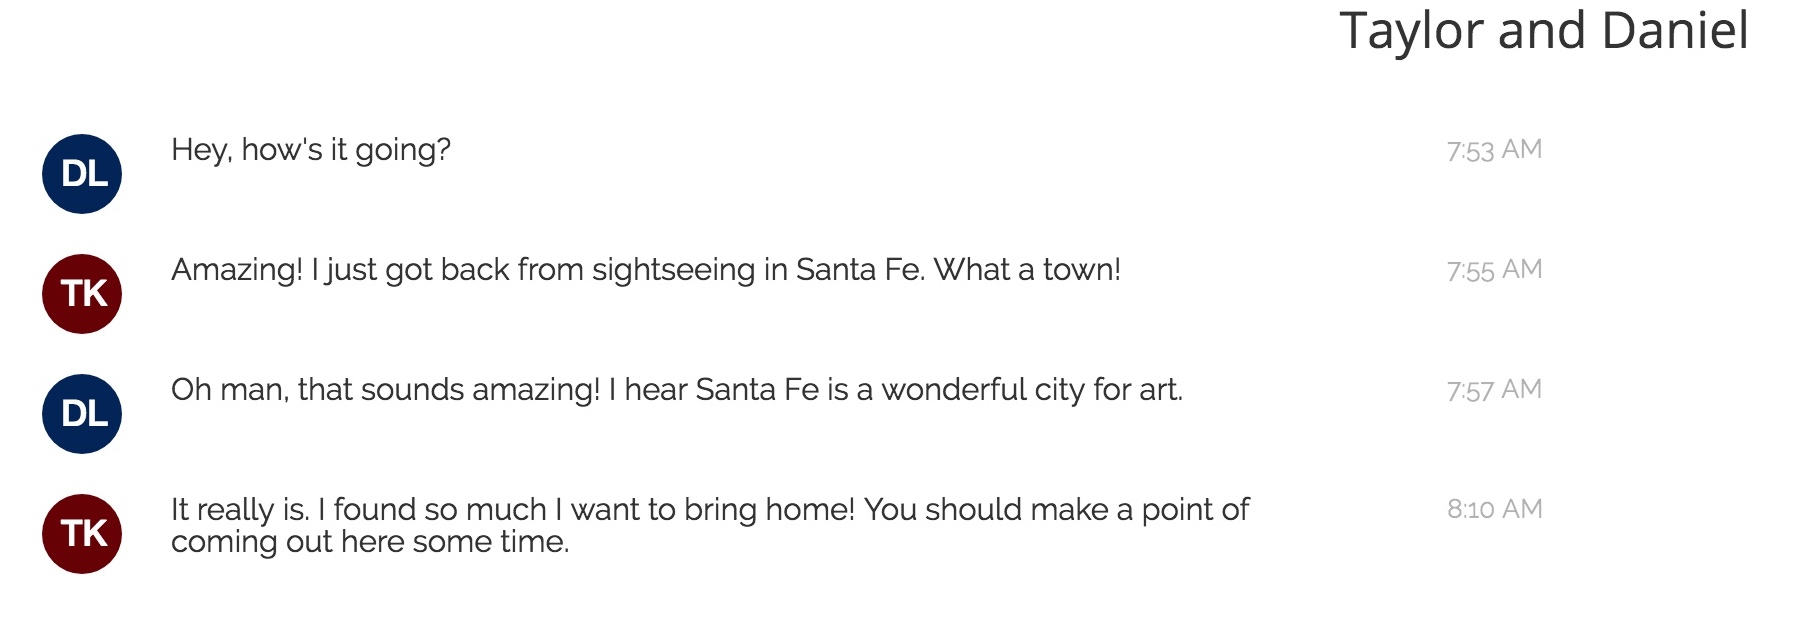 Taylor and Daniel
DL
Hey, how's it going?
7:53 AM
TK
Amazing! I just got back from sightseeing in Santa Fe. What a town!
7:55 AM
DL
Oh man, that sounds amazing! I hear Santa Fe is a wonderful city for art.
7:57 AM
TK
It really is. I found so much I want to bring home! You should make a point of
coming out here some time.
8:10 AM